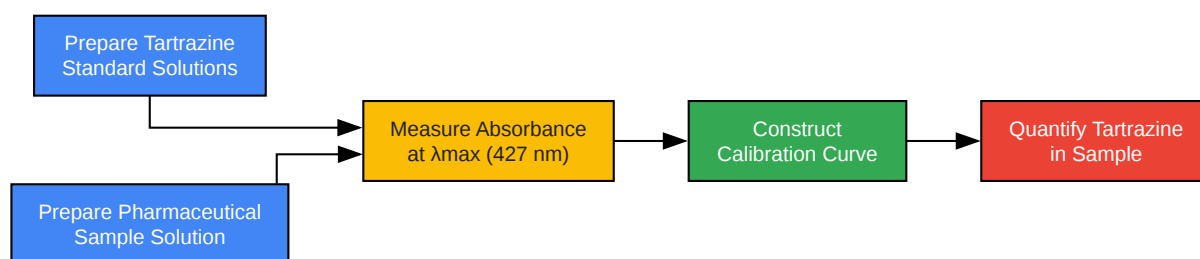 Prepare Tartrazine
Standard Solutions
Measure Absorbance
at λmax (427 nm)
Construct
Calibration Curve
Quantify Tartrazine
in Sample
Prepare Pharmaceutical
Sample Solution